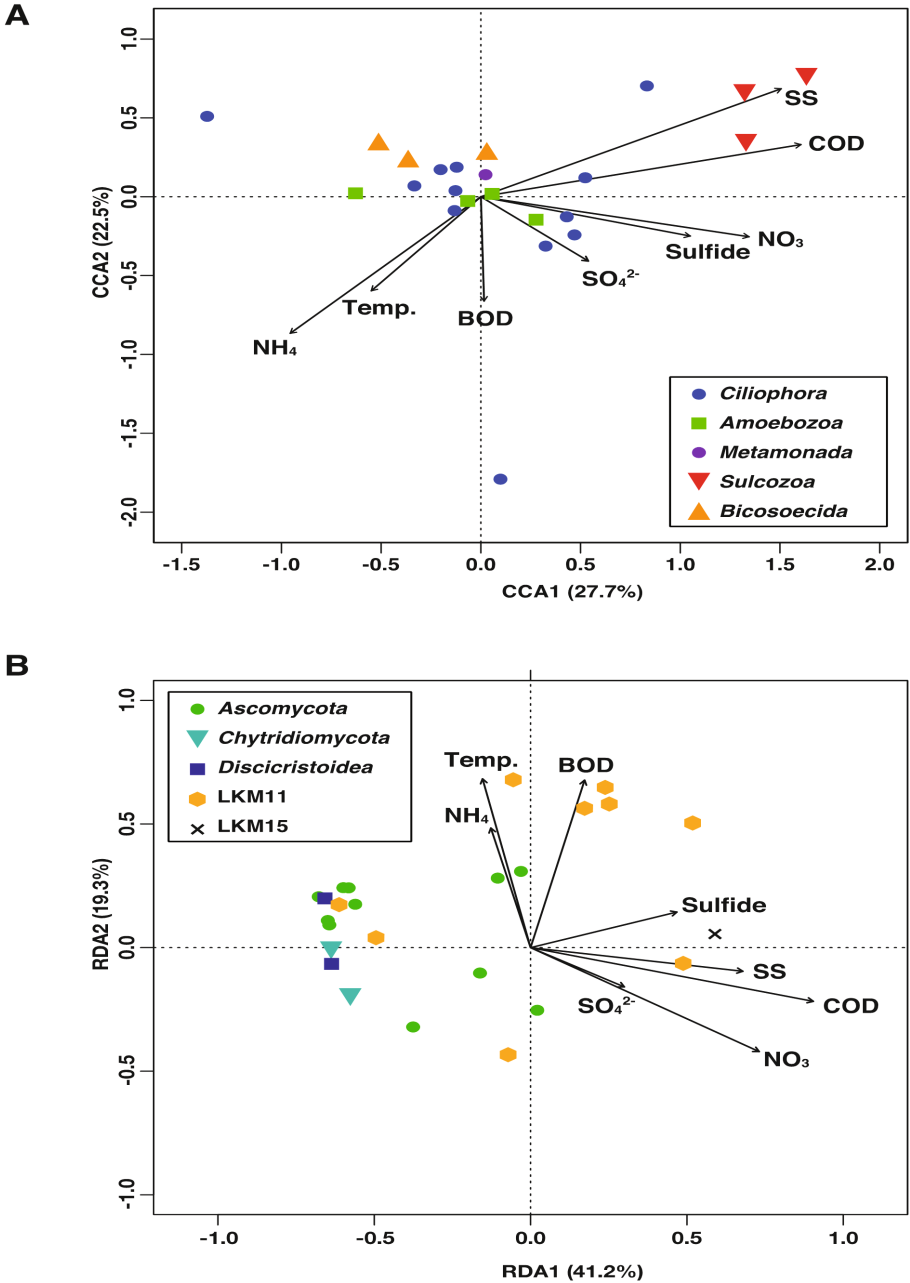 A
1.0
0.5
0.0
-0.5
-1.0
-1.5
-2.0
CCA2 (22.5%)
SS
COD
NO₃
Sulfide
SO₄²⁻
Temp.
BOD
NH₄
Ciliophora
Amoebozoa
Metamonada
Sulcozoa
Bicosoecida
-1.5 -1.0 -0.5 0.0 0.5 1.0 1.5 2.0
CCA1 (27.7%)
B
1.0
0.5
0.0
-0.5
-1.0
RDA2 (19.3%)
Ascomycota
Chytridiomycota
Discicristoidea
LKM11
LKM15
Temp.
BOD
NH₄
Sulfide
SS
SO₄²⁻
COD
NO₃
-1.0 -0.5 0.0 0.5 1.0
RDA1 (41.2%)